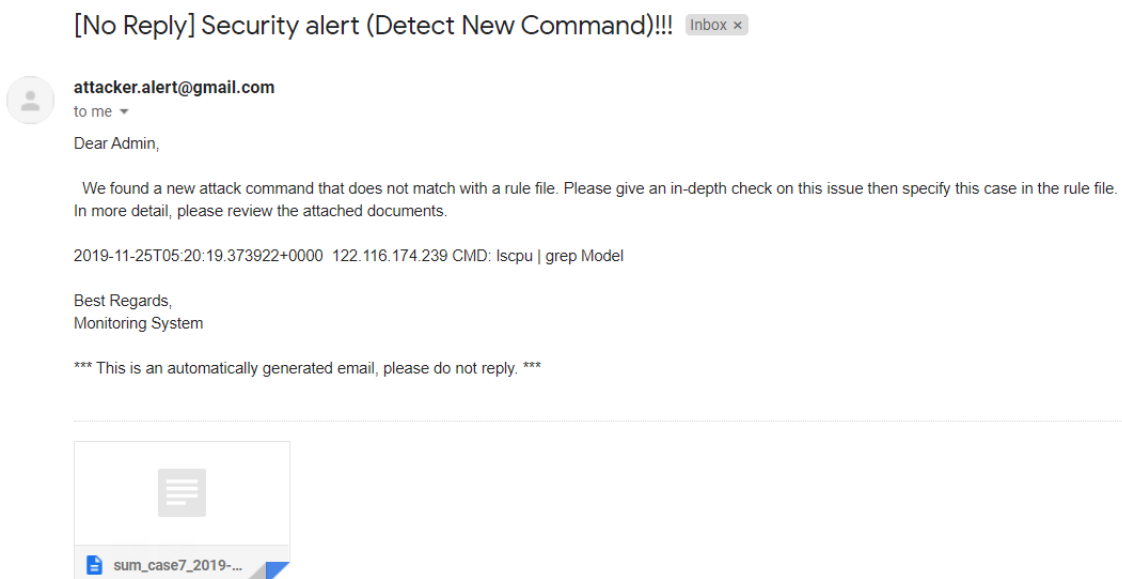 [No Reply] Security alert (Detect New Command)!!! Inbox ×
attacker.alert@gmail.com
to me
Dear Admin,
We found a new attack command that does not match with a rule file. Please give an in-depth check on this issue then specify this case in the rule file.
In more detail, please review the attached documents.
2019-11-25T05:20:19.373922+0000 122.116.174.239 CMD: lscpu | grep Model
Best Regards,
Monitoring System
*** This is an automatically generated email, please do not reply. ***
sum_case7_2019-...